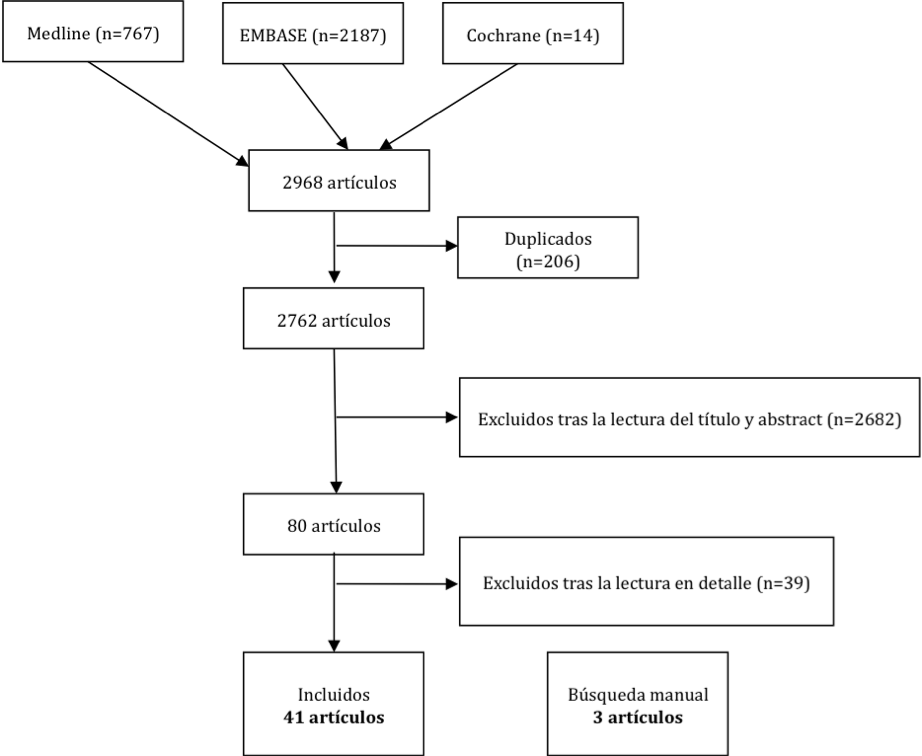 Medline (n=767)
EMBASE (n=2187)
Cochrane (n=14)
2968 artículos
Duplicados
(n=206)
2762 artículos
Excluidos tras la lectura del título y abstract (n=2682)
80 artículos
Excluidos tras la lectura en detalle (n=39)
Incluidos
41 artículos
Búsqueda manual
3 artículos